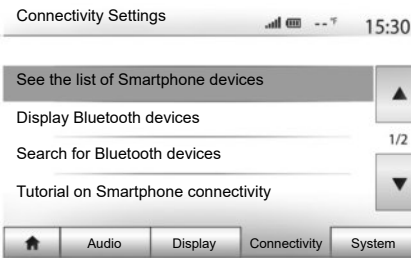 Connectivity Settings
--°F
15:30
See the list of Smartphone devices
Display Bluetooth devices
1/2
Search for Bluetooth devices
Tutorial on Smartphone connectivity
Audio Display Connectivity System